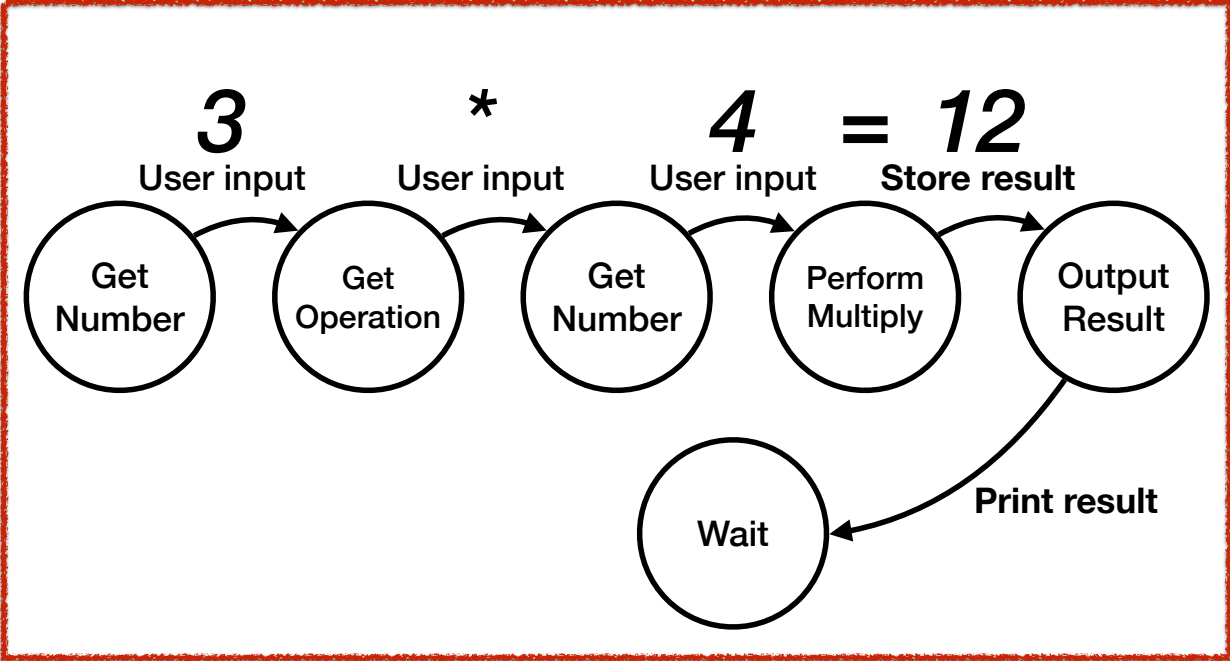 3 * 4 = 12
User input User input User input Store result
Get
Number
Get
Operation
Get
Number
Perform
Multiply
Output
Result
Print result
Wait